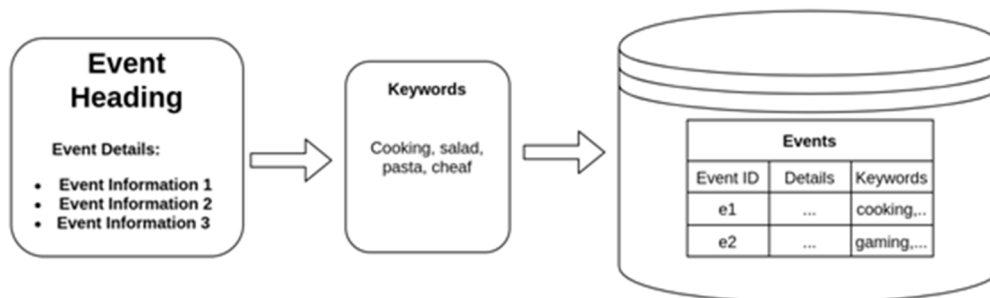 Event
Heading
Event Details:
• Event Information 1
• Event Information 2
• Event Information 3
Keywords
Cooking, salad,
pasta, cheaf
Events
Event ID Details Keywords
e1 ... cooking,..
e2 ... gaming,...